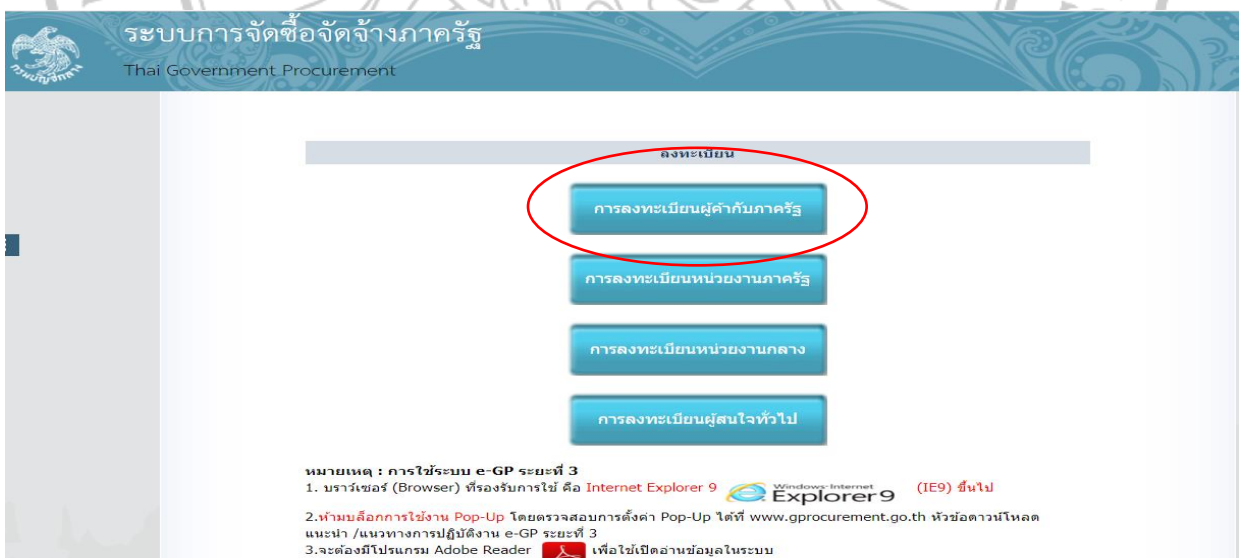 ระบบการจัดซื้อจัดจ้างภาครัฐ
Thai Government Procurement
กรมบัญชีกลาง
ลงทะเบียน
การลงทะเบียนผู้ค้ากับภาครัฐ
การลงทะเบียนหน่วยงานภาครัฐ
การลงทะเบียนหน่วยงานกลาง
การลงทะเบียนผู้สนใจทั่วไป
หมายเหตุ : การใช้ระบบ e-GP ระยะที่ 3
1. บราว์เซอร์ (Browser) ที่รองรับการใช้ คือ Internet Explorer 9 Windows Internet Explorer 9 (IE9) ขึ้นไป
2.ห้ามบล็อกการใช้งาน Pop-Up โดยตรวจสอบการตั้งค่า Pop-Up ได้ที่ www.gprocurement.go.th หัวข้อดาวน์โหลด
แนะนำ /แนวทางการปฏิบัติงาน e-GP ระยะที่ 3
3.จะต้องมีโปรแกรม Adobe Reader เพื่อใช้เปิดอ่านข้อมูลในระบบ